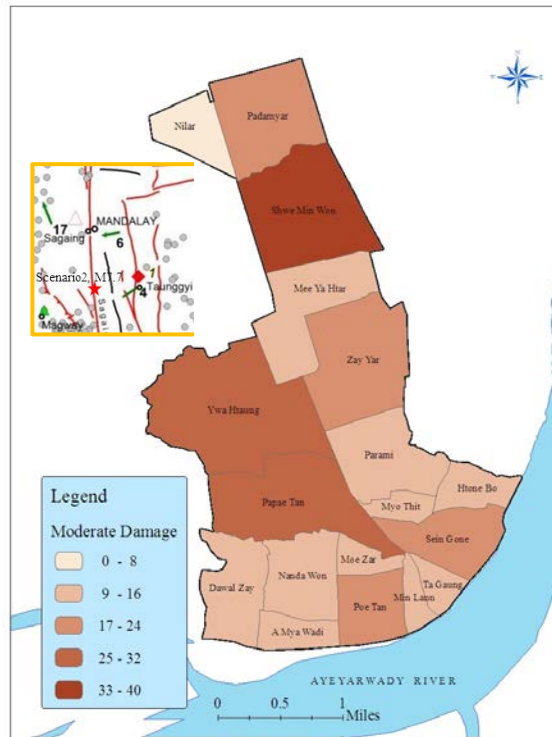 Nilar
Padamyar
Shwe Min Won
17
MANDALAY
Sagaing
6
Scenario2, M7.7
1
4
Taunggyi
Sagai
Magway
Mee Ya Htar
Zay Yar
Ywa Htaung
Parami
Htone Bo
Myo Thit
Papae Tan
Sein Gone
Moe Zar
Ta Gaung
Nanda Won
Dawal Zay
Min Lann
Poe Tan
A Mya Wadi
Legend
Moderate Damage
0 - 8
9 - 16
17 - 24
25 - 32
33 - 40
AYEYARWADY RIVER
0 0.5 1
Miles